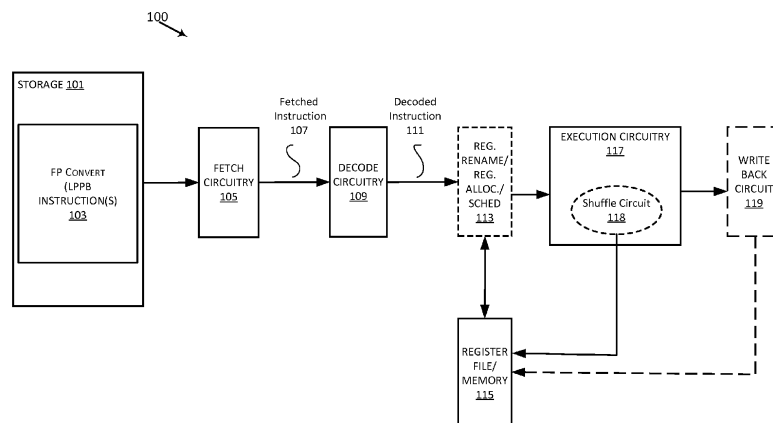 100
STORAGE 101
FP CONVERT
(LPPB
INSTRUCTION(S)
103
FETCH
CIRCUITRY
105
Fetched
Instruction
107
DECODE
CIRCUITRY
109
Decoded
Instruction
111
REG.
RENAME/
REG.
ALLOC./
SCHED
113
EXECUTION CIRCUITRY
117
Shuffle Circuit
118
WRITE
BACK
CIRCUIT
119
REGISTER
FILE/
MEMORY
115